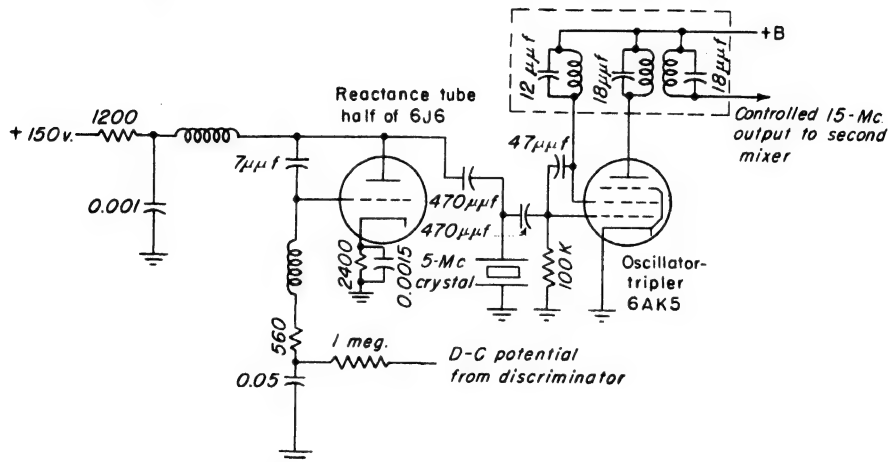 +B
12μμf
18μμf
18μμf
Reactance tube
half of 6J6
1200
+150v.
7μμf
0.001
470μμf
470μμf
47μμf
Controlled 15-Mc.
output to second
mixer
2400
0.0015
5-Mc
crystal
100K
Oscillator-
tripler
6AK5
560
1 meg.
D-C potential
from discriminator
0.05